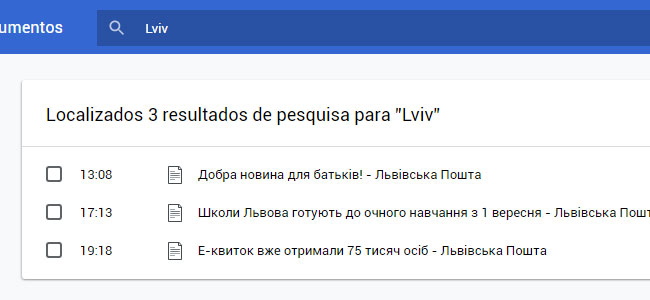 umentos
Lviv
Localizados 3 resultados de pesquisa para "Lviv"
13:08 Добра новина для батьків! - Львівська Пошта
17:13 Школи Львова готують до очного навчання з 1 вересня - Львівська Пошт
19:18 Е-квиток вже отримали 75 тисяч осіб - Львівська Пошта